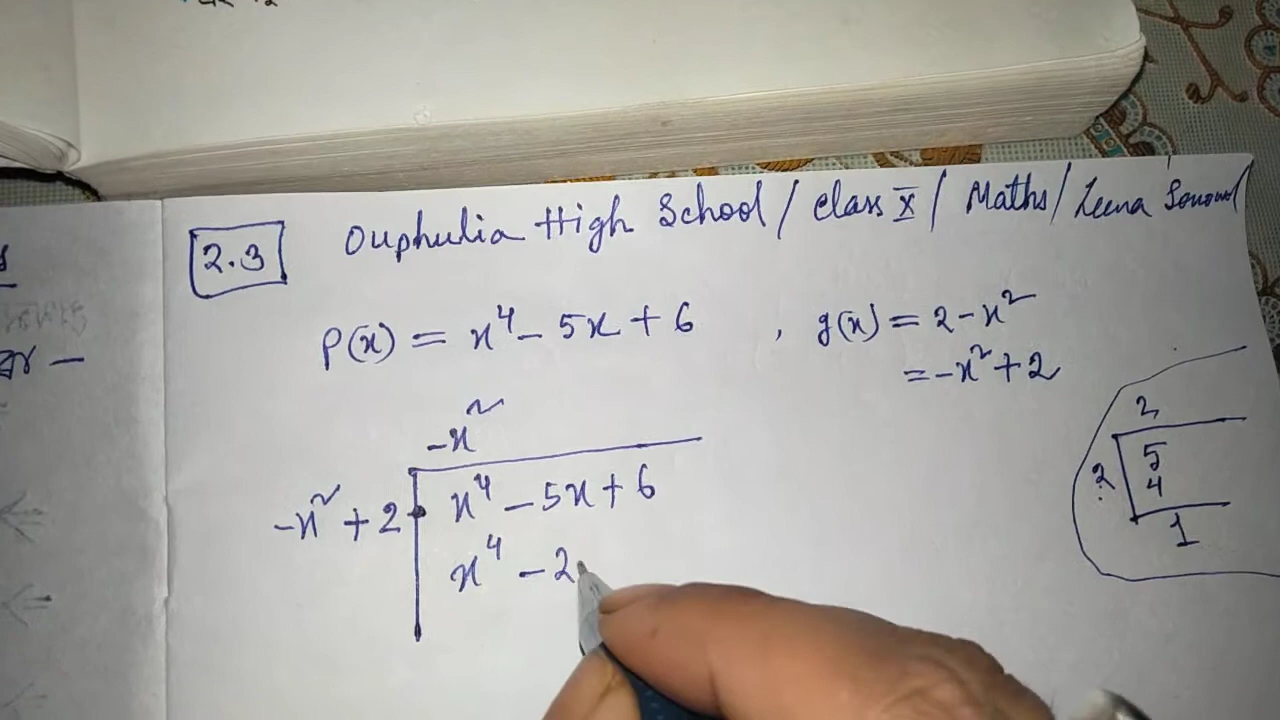 2.3 Ouphulia High School / Class X / Maths / Leena Sonowal
P(x) = x⁴ - 5x + 6 , g(x) = 2 - x²
= -x² + 2
-x²
-x² + 2 x⁴ - 5x + 6
x⁴ - 2
2
2 5
4
1